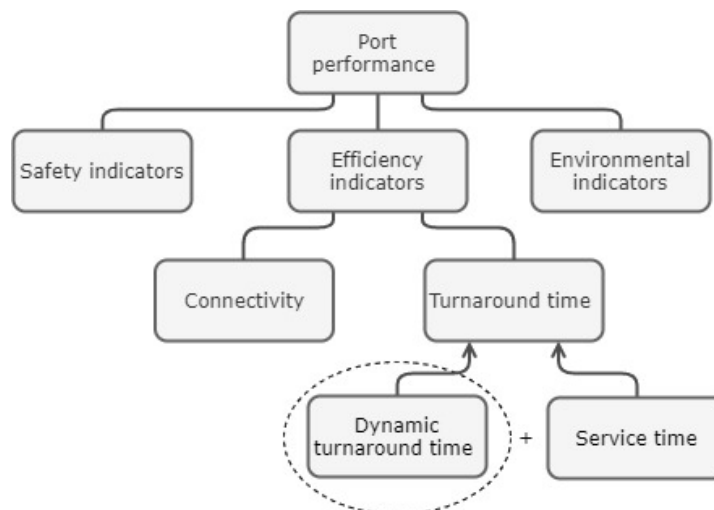 Port
performance
Safety indicators
Efficiency
indicators
Environmental
indicators
Connectivity
Turnaround time
Dynamic
turnaround time
+
Service time